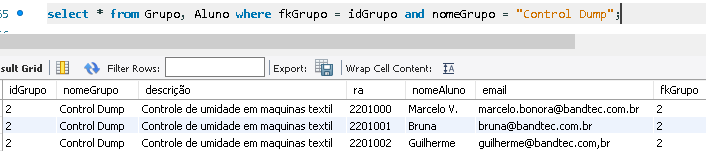 55 select * from Grupo, Aluno where fkGrupo = idGrupo and nomeGrupo = "Control Dump";
sult Grid Filter Rows: Export: Wrap Cell Content:
idGrupo nomeGrupo descrição ra nomeAluno email fkGrupo
2 Control Dump Controle de umidade em maquinas textil 2201000 Marcelo V. marcelo.bonora@bandtec.com.br 2
2 Control Dump Controle de umidade em maquinas textil 2201001 Bruna bruna@bandtec.com.br 2
2 Control Dump Controle de umidade em maquinas textil 2201002 Guilherme guilherme@bandtec.com,br 2